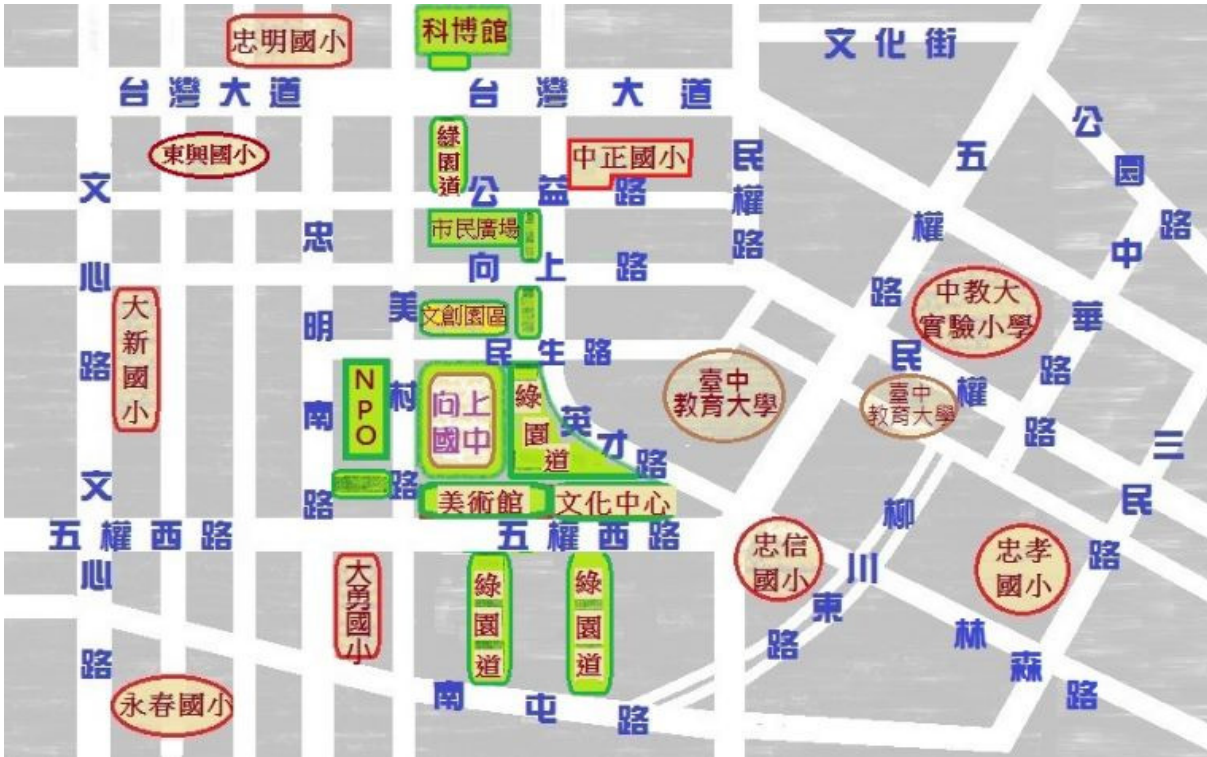 忠明國小
科博館
文化街
台灣大道
台灣大道
東興國小
綠園道
中正國小
公益路
民權路
五權路
公園路
文心路
忠明南路
市民廣場
向上路
大新國小
美村路
文創園區
民生路
中教大
實驗小學
中華路
NPO
向上
國中
綠園道
英才路
臺中
教育大學
臺中
教育大學
民權路
三民路
美術館
文化中心
五權西路
五權西路
文心路
大勇國小
綠園道
綠園道
忠信
國小
柳川東路
忠孝
國小
林森路
永春國小
南屯路